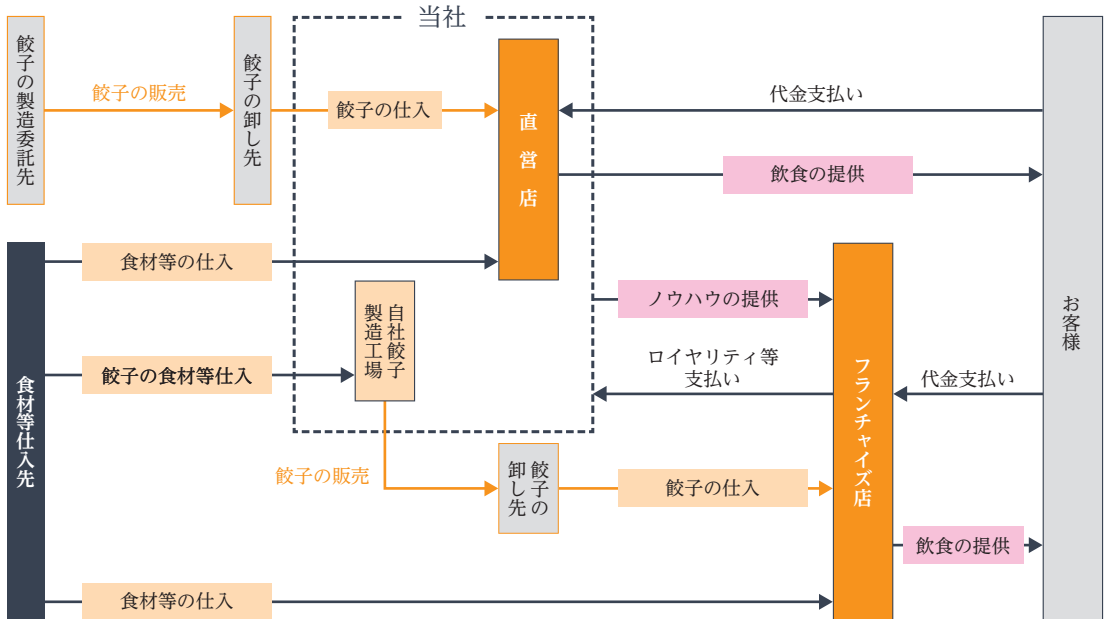 当社
餃子の製造委託先
餃子の販売
餃子の卸し先
餃子の仕入
直営店
代金支払い
飲食の提供
食材等の仕入
自社餃子
製造工場
ノウハウの提供
お客様
餃子の食材等仕入
ロイヤリティ等
支払い
代金支払い
食材等仕入先
フランチャイズ店
餃子の販売
餃子の
卸し先
餃子の仕入
飲食の提供
食材等の仕入